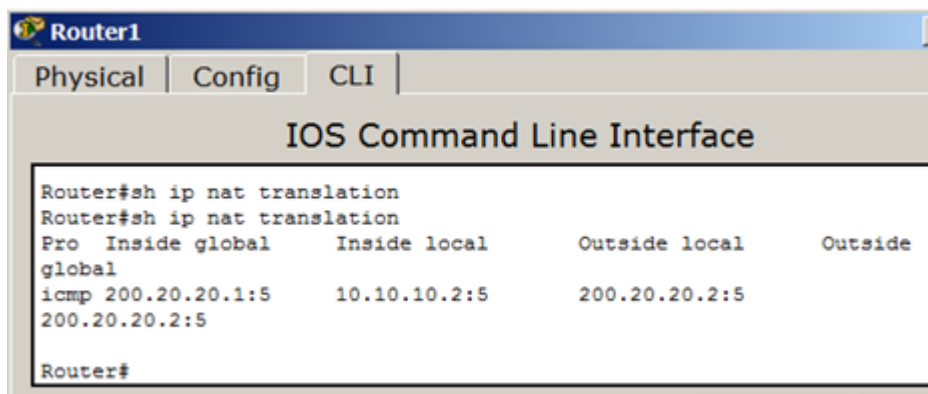 Router1
Physical Config CLI
IOS Command Line Interface
Router#sh ip nat translation
Router#sh ip nat translation
Pro Inside global Inside local Outside local Outside
global
icmp 200.20.20.1:5 10.10.10.2:5 200.20.20.2:5
200.20.20.2:5
Router#